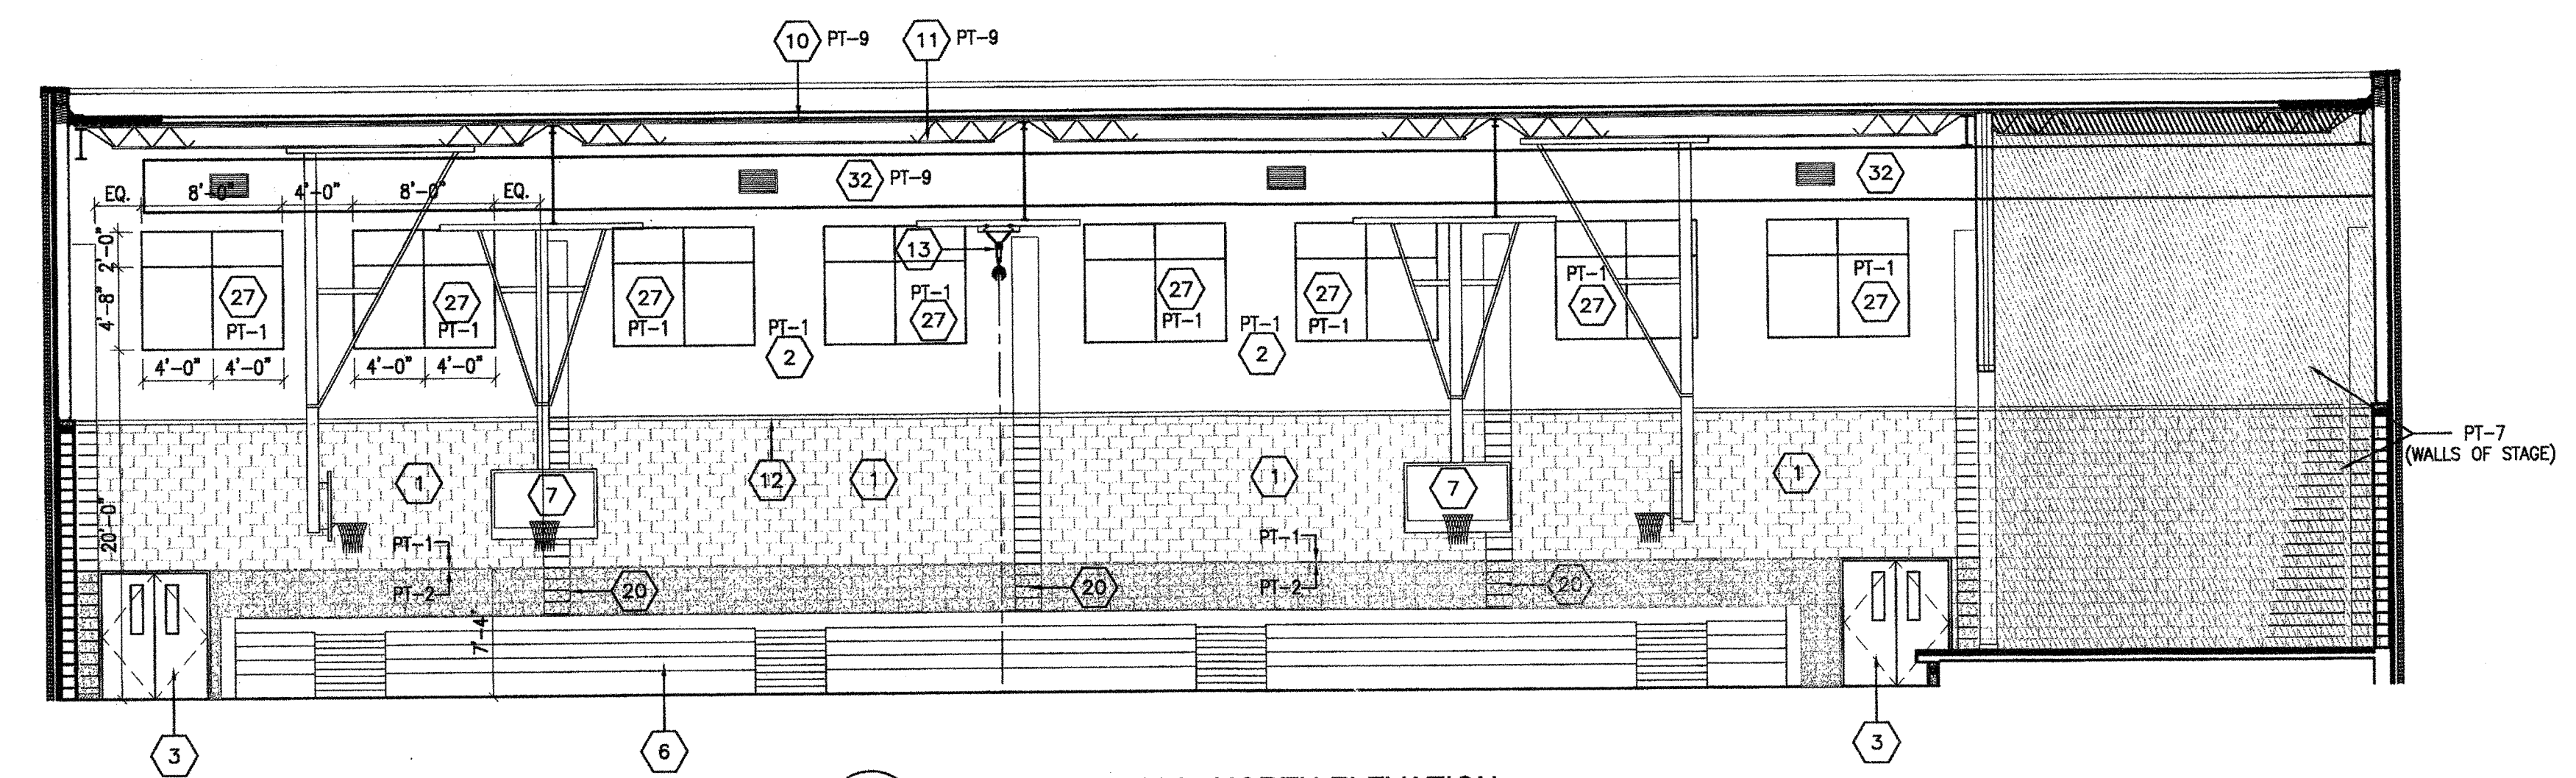 10 PT-9 11 PT-9
32 PT-9
32
EQ. 8'-0" 4'-0" 8'-0" EQ.
2'-0"
4'-8"
13
27
PT-1
27
PT-1
27
PT-1
PT-1
27
27
PT-1
27
PT-1
PT-1
27
PT-1
27
PT-1
2
PT-1
2
4'-0" 4'-0" 4'-0" 4'-0"
20'-0"
1 7 12 1 1 7 1
PT-7
(WALLS OF STAGE)
PT-1
PT-2
PT-1
PT-2
20 20 20
7'-4"
3 6 3
NORTH ELEVATION